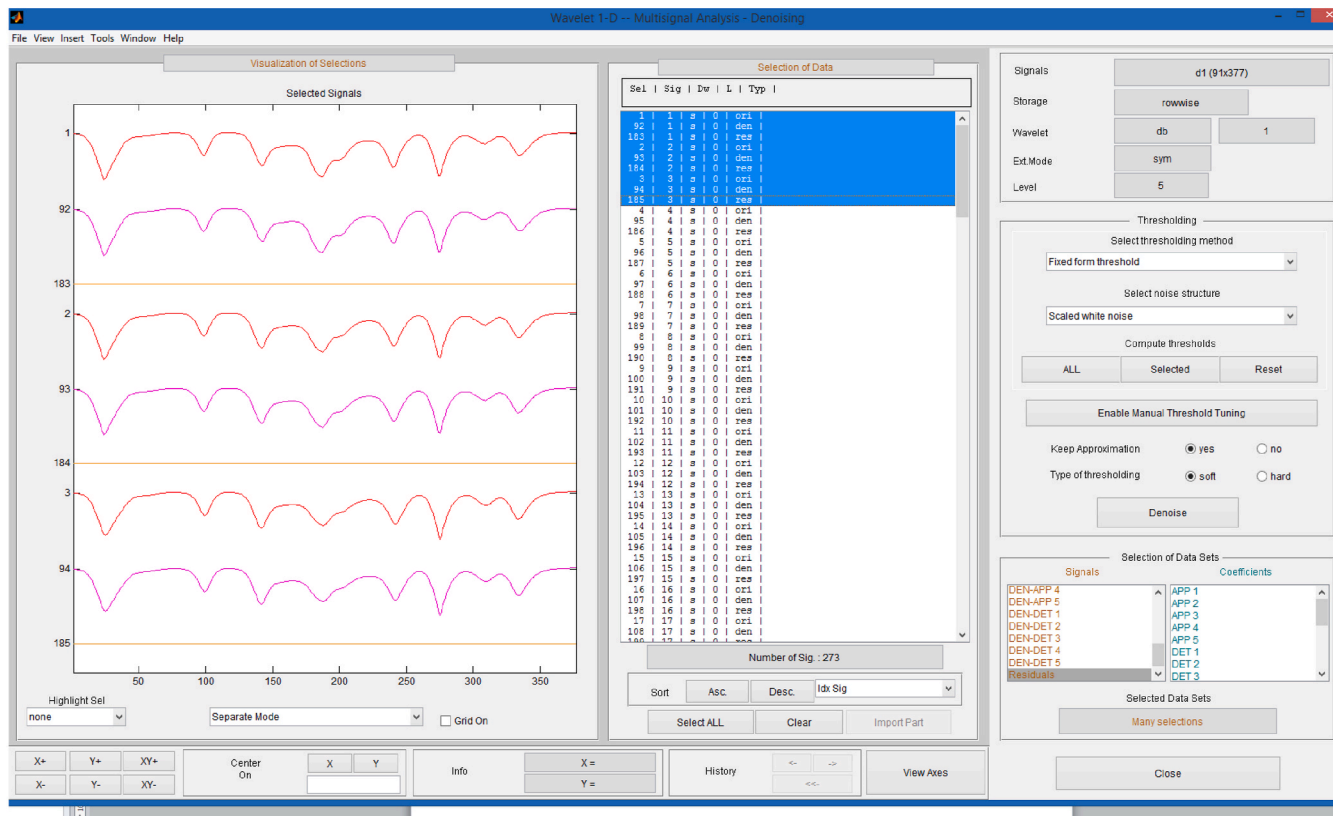 Wavelet 1-D -- Multisignal Analysis - Denoising
File View Insert Tools Window Help
Visualization of Selections
Selected Signals
1
92
183
2
93
184
3
94
185
50 100 150 200 250 300 350
Highlight Sel
none
Separate Mode
Grid On
Selection of Data
Sel | Sig | Dw | L | Typ |
1 | 1 | s | 0 | ori |
92 | 1 | s | 0 | den |
183 | 1 | s | 0 | res |
2 | 2 | s | 0 | ori |
93 | 2 | s | 0 | den |
184 | 2 | s | 0 | res |
3 | 3 | s | 0 | ori |
94 | 3 | s | 0 | den |
185 | 3 | s | 0 | res |
4 | 4 | s | 0 | ori |
95 | 4 | s | 0 | den |
186 | 4 | s | 0 | res |
5 | 5 | s | 0 | ori |
96 | 5 | s | 0 | den |
187 | 5 | s | 0 | res |
6 | 6 | s | 0 | ori |
97 | 6 | s | 0 | den |
188 | 6 | s | 0 | res |
7 | 7 | s | 0 | ori |
98 | 7 | s | 0 | den |
189 | 7 | s | 0 | res |
8 | 8 | s | 0 | ori |
99 | 8 | s | 0 | den |
190 | 8 | s | 0 | res |
9 | 9 | s | 0 | ori |
100 | 9 | s | 0 | den |
191 | 9 | s | 0 | res |
10 | 10 | s | 0 | ori |
101 | 10 | s | 0 | den |
192 | 10 | s | 0 | res |
11 | 11 | s | 0 | ori |
102 | 11 | s | 0 | den |
193 | 11 | s | 0 | res |
12 | 12 | s | 0 | ori |
103 | 12 | s | 0 | den |
194 | 12 | s | 0 | res |
13 | 13 | s | 0 | ori |
104 | 13 | s | 0 | den |
195 | 13 | s | 0 | res |
14 | 14 | s | 0 | ori |
105 | 14 | s | 0 | den |
196 | 14 | s | 0 | res |
15 | 15 | s | 0 | ori |
106 | 15 | s | 0 | den |
197 | 15 | s | 0 | res |
16 | 16 | s | 0 | ori |
107 | 16 | s | 0 | den |
198 | 16 | s | 0 | res |
17 | 17 | s | 0 | ori |
108 | 17 | s | 0 | den |
199 | 17 | s | 0 | res |
Number of Sig. : 273
Sort Asc. Desc. Idx Sig
Select ALL Clear Import Part
Signals d1 (91x377)
Storage rowwise
Wavelet db 1
Ext.Mode sym
Level 5
Thresholding
Select thresholding method
Fixed form threshold
Select noise structure
Scaled white noise
Compute thresholds
ALL Selected Reset
Enable Manual Threshold Tuning
Keep Approximation yes no
Type of thresholding soft hard
Denoise
Selection of Data Sets
Signals
DEN-APP 4
DEN-APP 5
DEN-DET 1
DEN-DET 2
DEN-DET 3
DEN-DET 4
DEN-DET 5
Residuals
Coefficients
APP 1
APP 2
APP 3
APP 4
APP 5
DET 1
DET 2
DET 3
Selected Data Sets
Many selections
X+ Y+ XY+
X- Y- XY-
Center
On
X Y
Info
X =
Y =
History
<- ->
<<-
View Axes
Close